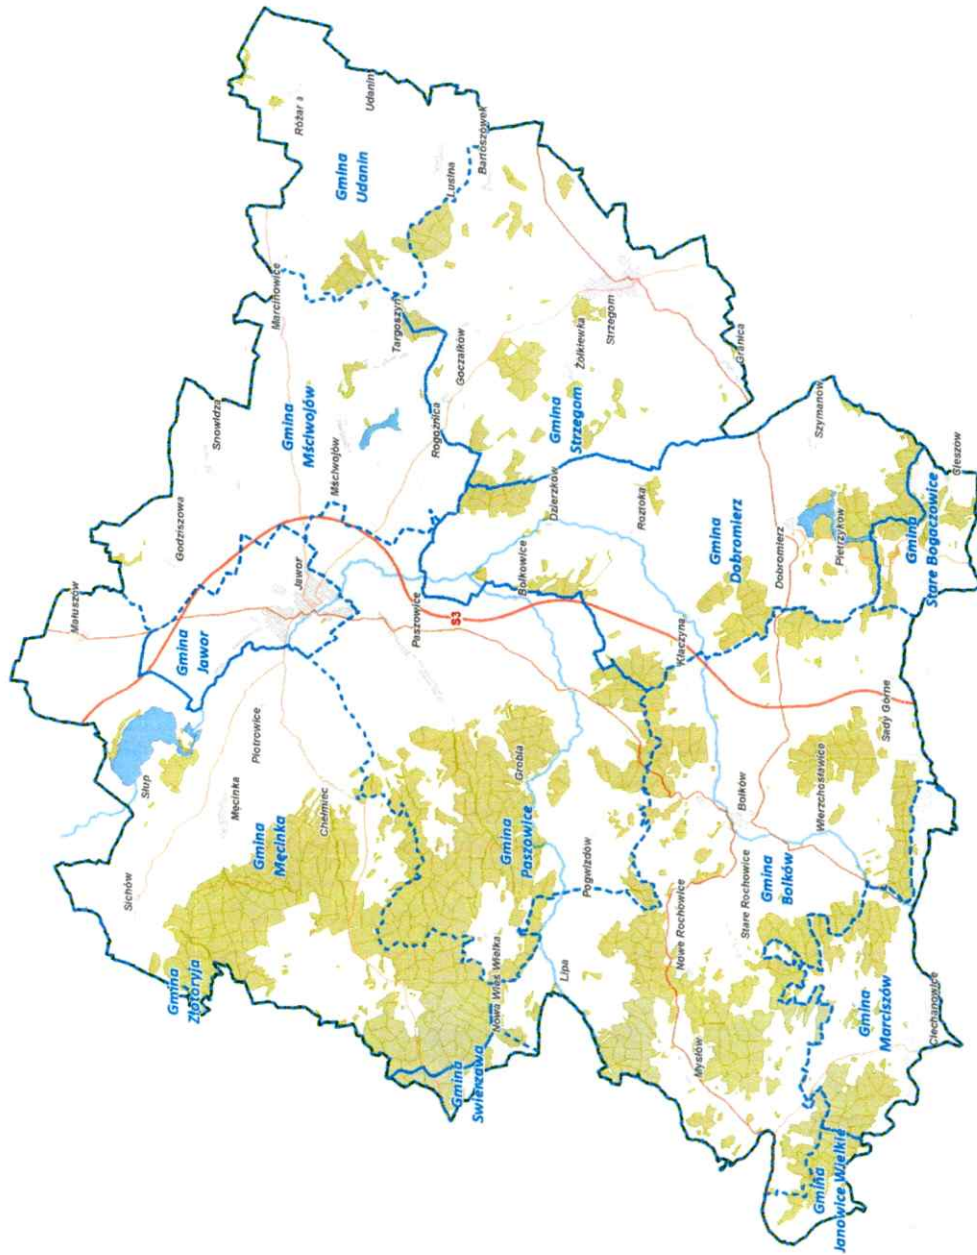 Małuszów
Sichów
Słup
Godziszowa
Gmina
Złotoryja
Gmina
Jawor
Snowidza
Męcinka
Piotrowice
Gmina
Męcinka
Marcinowice
Gmina
Mściwojów
Jawor
Chełmiec
Mściwojów
Gmina
Udanin
Udanin
Targoszyn
Paszowice
Rogoźnica
Lusina
S3
Goczałków
Gmina
Świerzawa
Bartoszówek
Nowa Wieś Wielka
Gmina
Paszowice
Grobla
Bolkowice
Dzierzków
Lipa
Gmina
Strzegom
Żółkiewka
Pogwizdów
Strzegom
Roztoka
Nowe Rochowice
Kłaczyna
Mysłów
Gmina
Dobromierz
Bolków
Granica
Stare Rochowice
Gmina
Bolków
Dobromierz
Wierzchosławice
Szymanów
Gmina
Janowice Wielkie
Pietrzyków
Gmina
Marciszów
Sady Górne
Gmina
Stare Bogaczowice
Ciechanowice
Cieszów